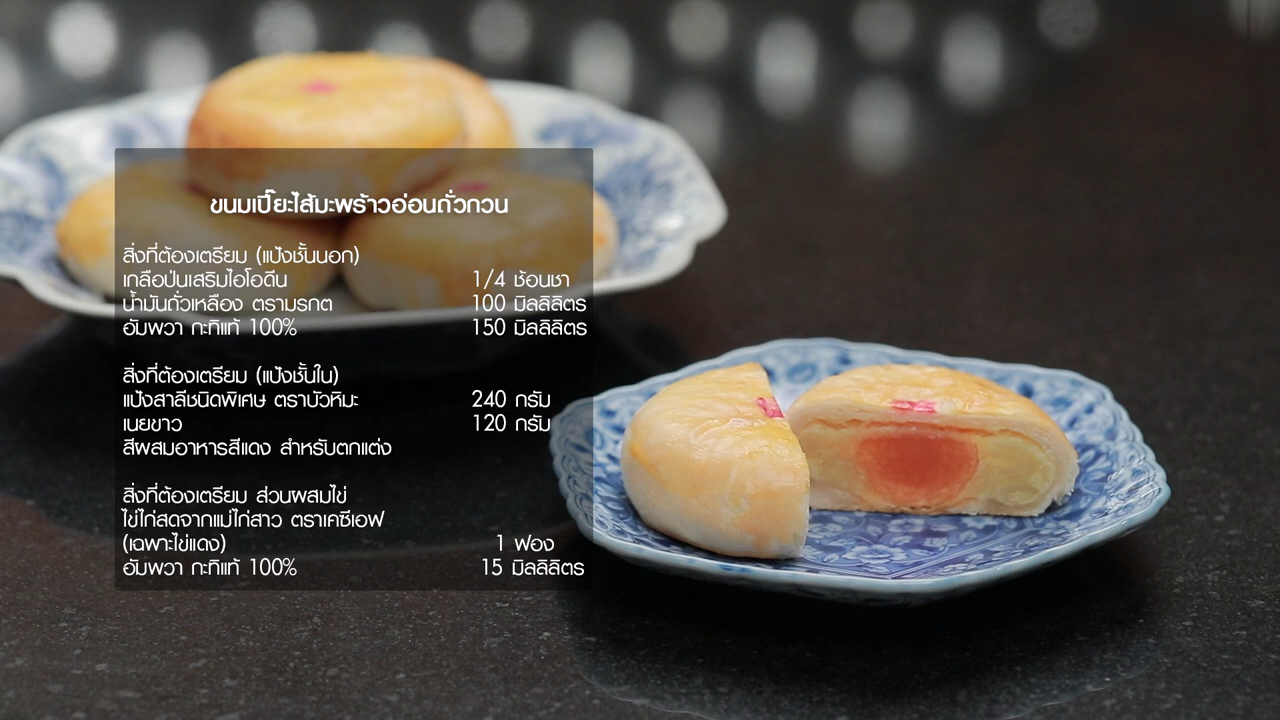 ขนมเปี๊ยะไส้มะพร้าวอ่อนถั่วกวน
สิ่งที่ต้องเตรียม (แป้งชั้นนอก)
เกลือป่นเสริมไอโอดีน 1/4 ช้อนชา
น้ำมันถั่วเหลือง ตรามรกต 100 มิลลิลิตร
อัมพวา กะทิแท้ 100% 150 มิลลิลิตร
สิ่งที่ต้องเตรียม (แป้งชั้นใน)
แป้งสาลีชนิดพิเศษ ตราบัวหิมะ 240 กรัม
เนยขาว 120 กรัม
สีผสมอาหารสีแดง สำหรับตกแต่ง
สิ่งที่ต้องเตรียม ส่วนผสมไข่
ไข่ไก่สดจากแม่ไก่สาว ตราเคซีเอฟ
(เฉพาะไข่แดง) 1 ฟอง
อัมพวา กะทิแท้ 100% 15 มิลลิลิตร